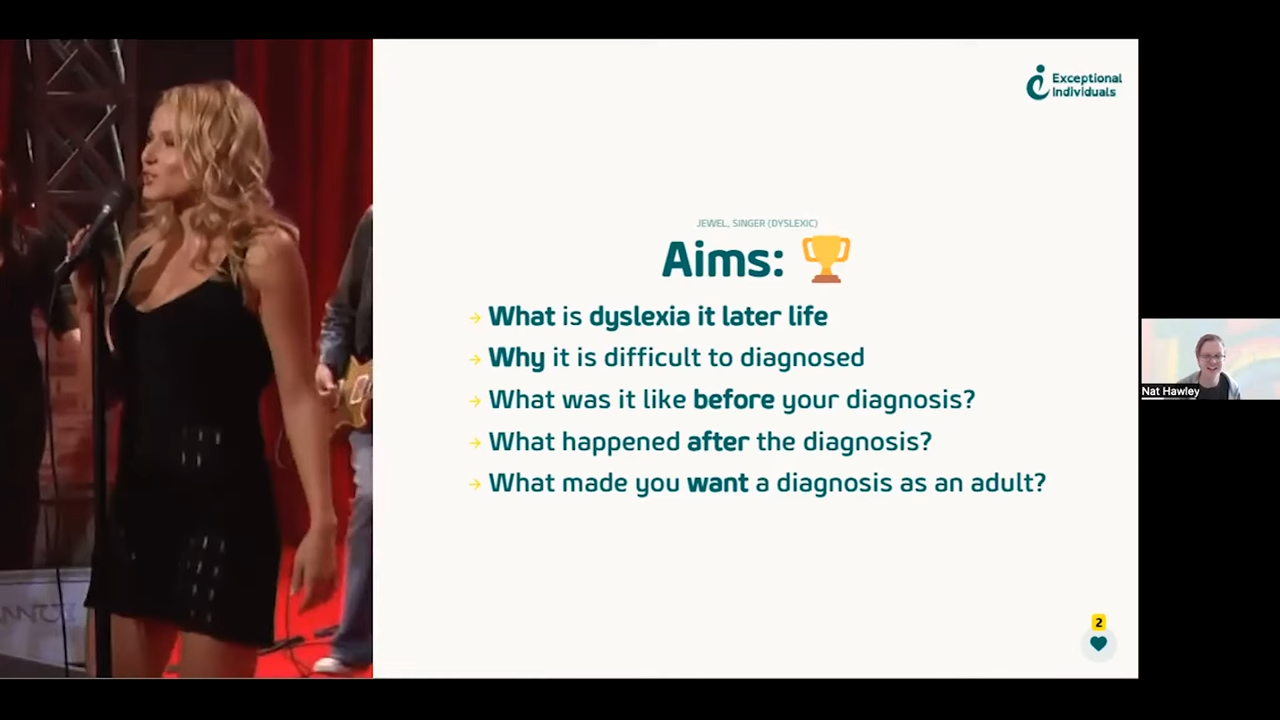 Exceptional
Individuals
JEWEL, SINGER (DYSLEXIC)
Aims:
→ What is dyslexia it later life
→ Why it is difficult to diagnosed
→ What was it like before your diagnosis?
→ What happened after the diagnosis?
→ What made you want a diagnosis as an adult?
Nat Hawley
2